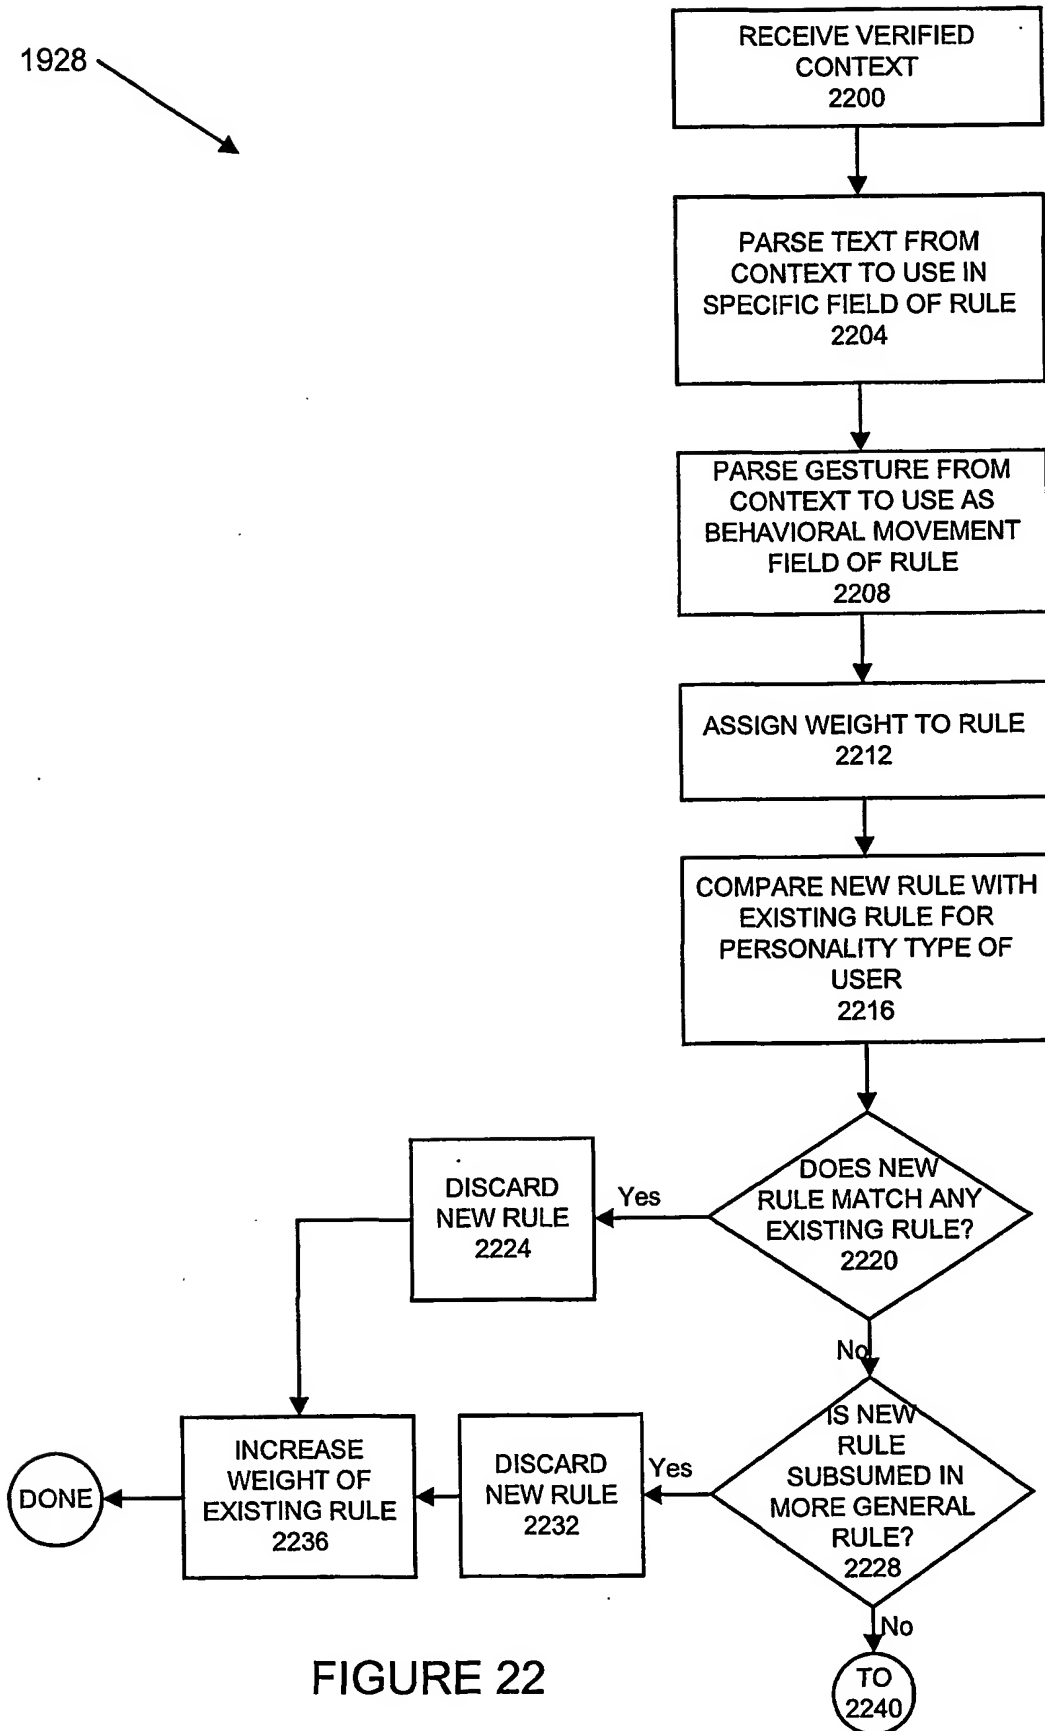 1928
RECEIVE VERIFIED
CONTEXT
2200
PARSE TEXT FROM
CONTEXT TO USE IN
SPECIFIC FIELD OF RULE
2204
PARSE GESTURE FROM
CONTEXT TO USE AS
BEHAVIORAL MOVEMENT
FIELD OF RULE
2208
ASSIGN WEIGHT TO RULE
2212
COMPARE NEW RULE WITH
EXISTING RULE FOR
PERSONALITY TYPE OF
USER
2216
DOES NEW
RULE MATCH ANY
EXISTING RULE?
2220
Yes
DISCARD
NEW RULE
2224
No
IS NEW
RULE
SUBSUMED IN
MORE GENERAL
RULE?
2228
Yes
DISCARD
NEW RULE
2232
INCREASE
WEIGHT OF
EXISTING RULE
2236
DONE
No
TO
2240
FIGURE 22